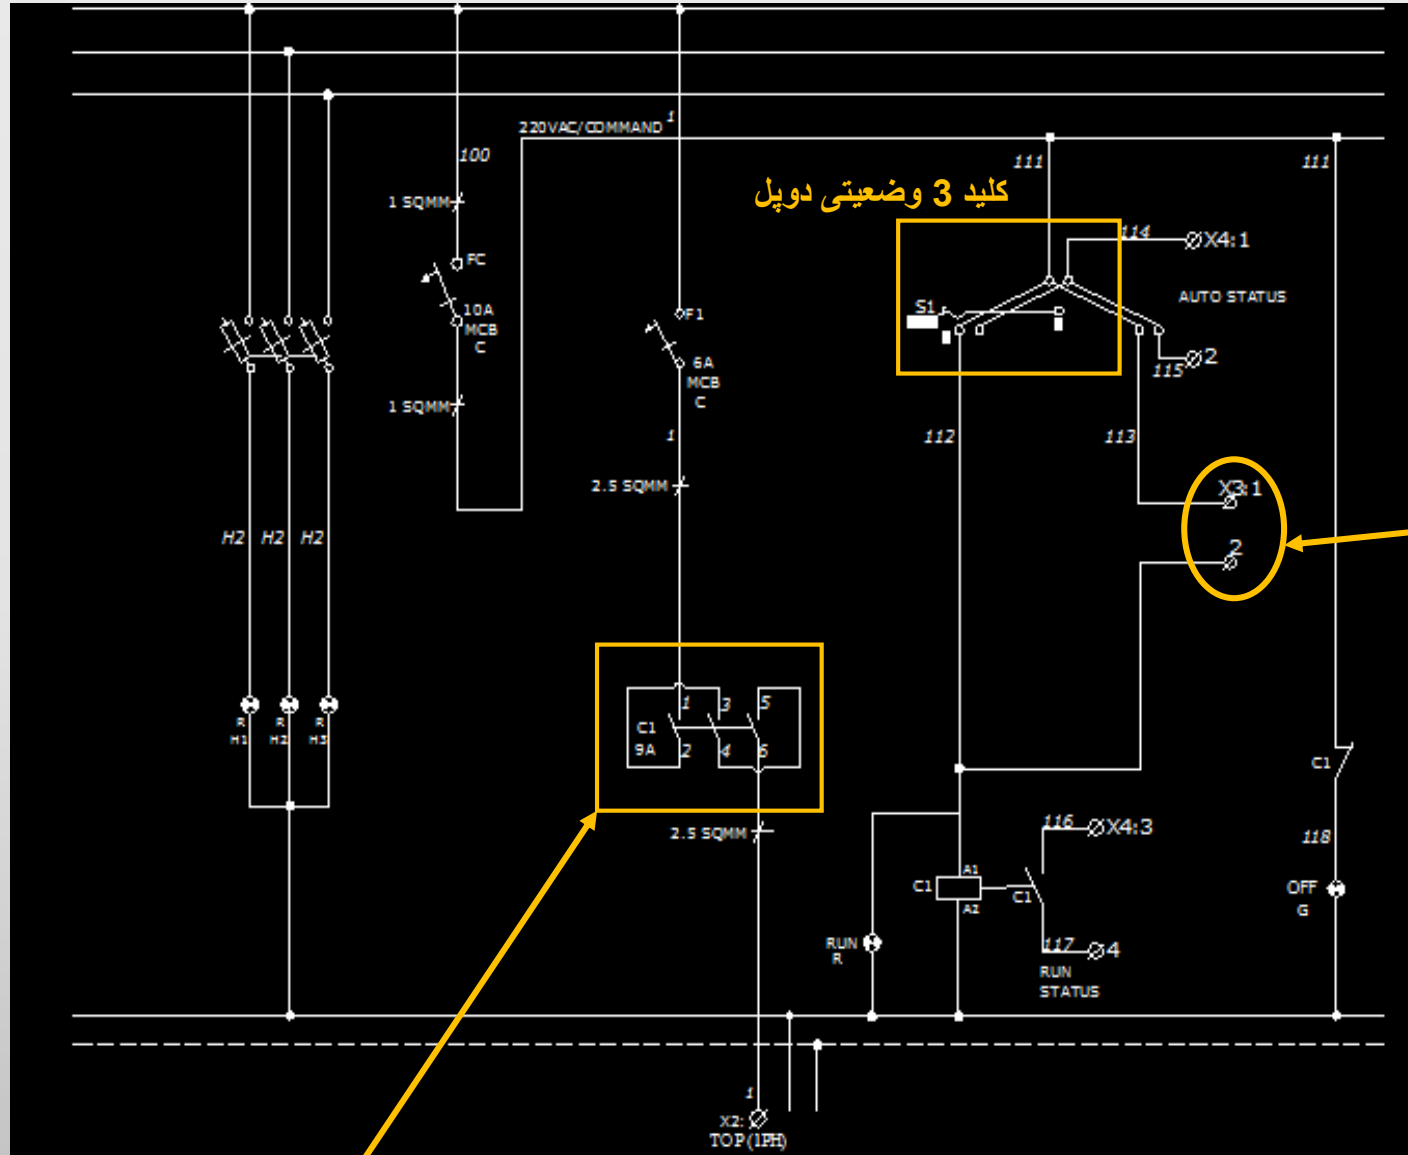 220VAC/COMMAND
1
100
111
111
کلید 3 وضعیتی دوپل
1 SQMM
114
X4:1
FC
AUTO STATUS
10A
MCB
C
S1
F1
2
115
6A
MCB
C
1 SQMM
1
112
113
2.5 SQMM
X3:1
H2
H2
H2
2
1
3
5
R
H1
R
H2
R
H3
C1
9A
2
4
6
C1
2.5 SQMM
116
X4:3
118
A1
C1
A2
C1
OFF
G
RUN
R
117
4
RUN
STATUS
1
X2:
TOP(1PH)